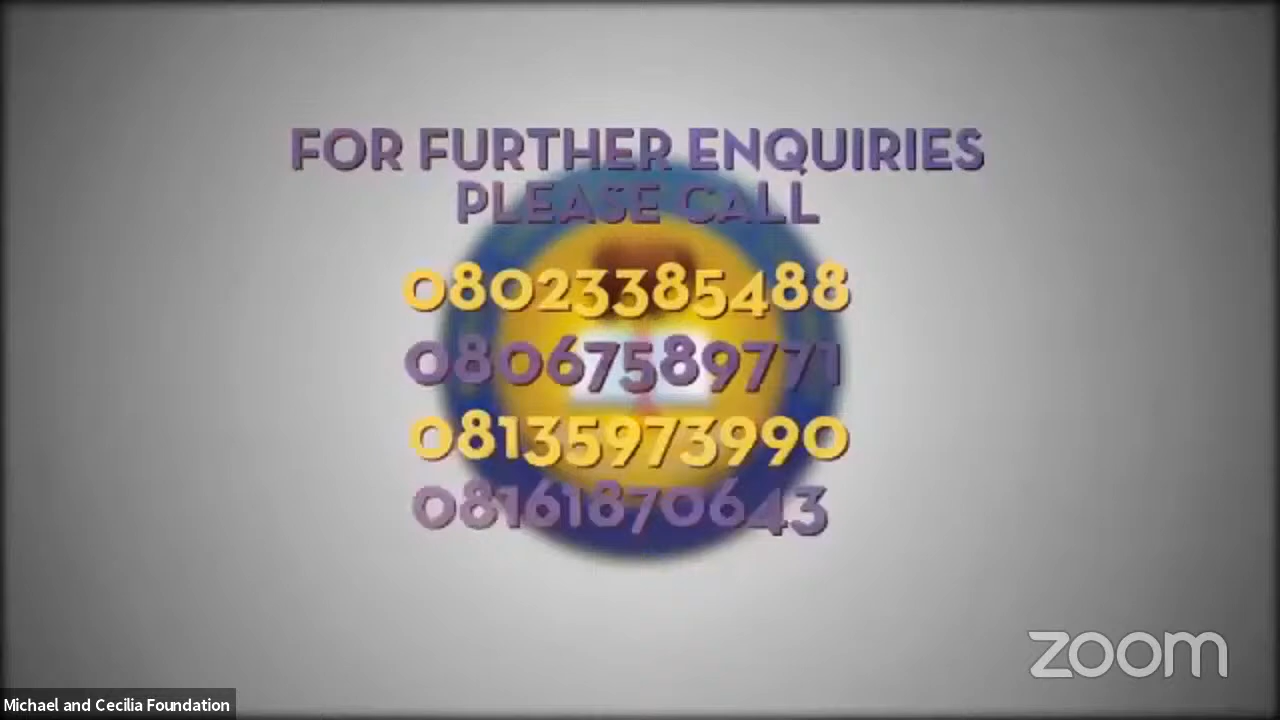 FOR FURTHER ENQUIRIES
PLEASE CALL
08023385488
08067589771
08135973990
08161870643
zoom
Michael and Cecilia Foundation